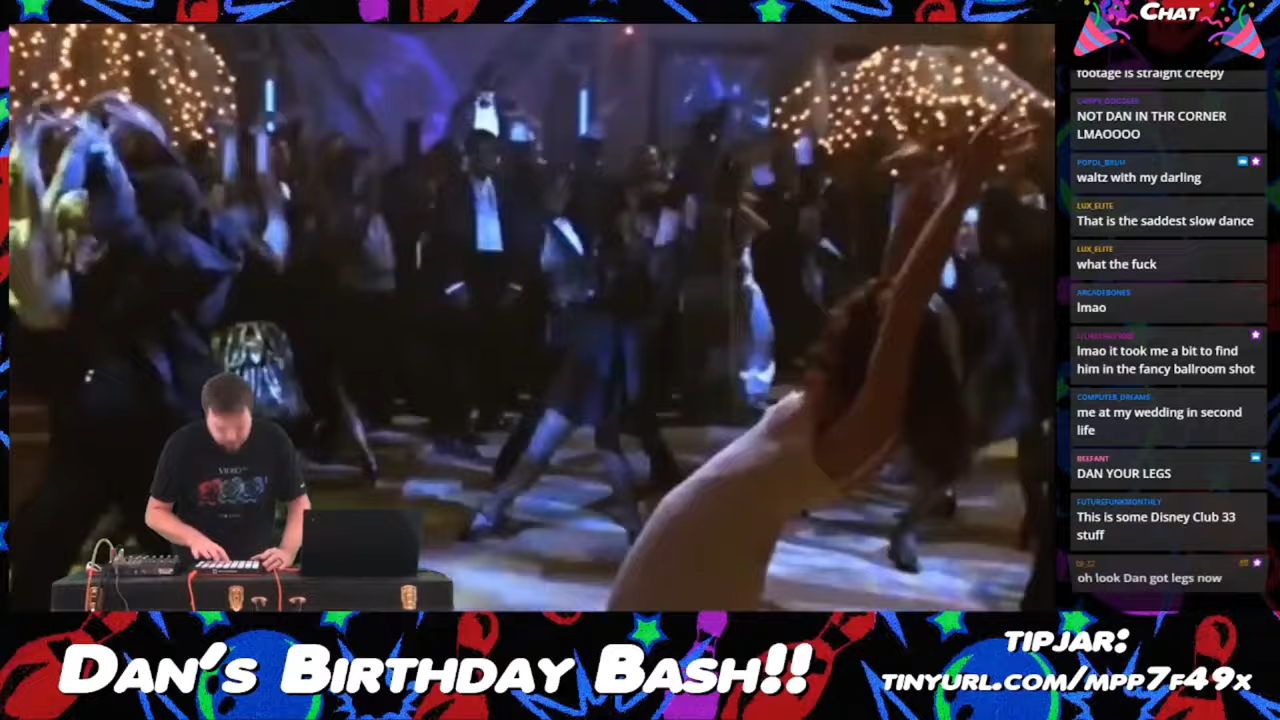 CHAT
footage is straight creepy
NOT DAN IN THR CORNER
LMAOOOO
POPOI_BRUH
waltz with my darling
LUX_ELITE
That is the saddest slow dance
LUX_ELITE
what the fuck
ARCADEBONES
lmao
lmao it took me a bit to find
him in the fancy ballroom shot
COMPUTER_DREAMS
me at my wedding in second
life
BEEFANT
DAN YOUR LEGS
FUTUREFUNKMONTHLY
This is some Disney Club 33
stuff
oh look Dan got legs now
VIDEO
DAN'S BIRTHDAY BASH!!
TIPJAR:
TINYURL.COM/MPP7F49X